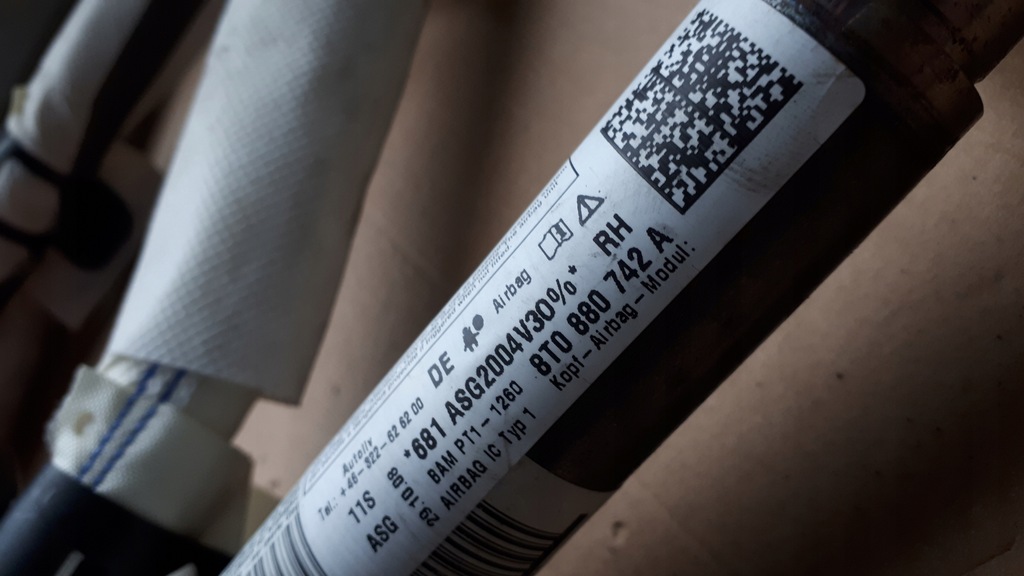 Airbag
Autoliv DE
Tel.: +46-322-62 62 00
11S *681 ASG2004V30%* RH
ASG BAM PT1-1260 8T0 880 742 A
29.10.08
AIRBAG IC Typ 1 Kopf-Airbag-Modul: